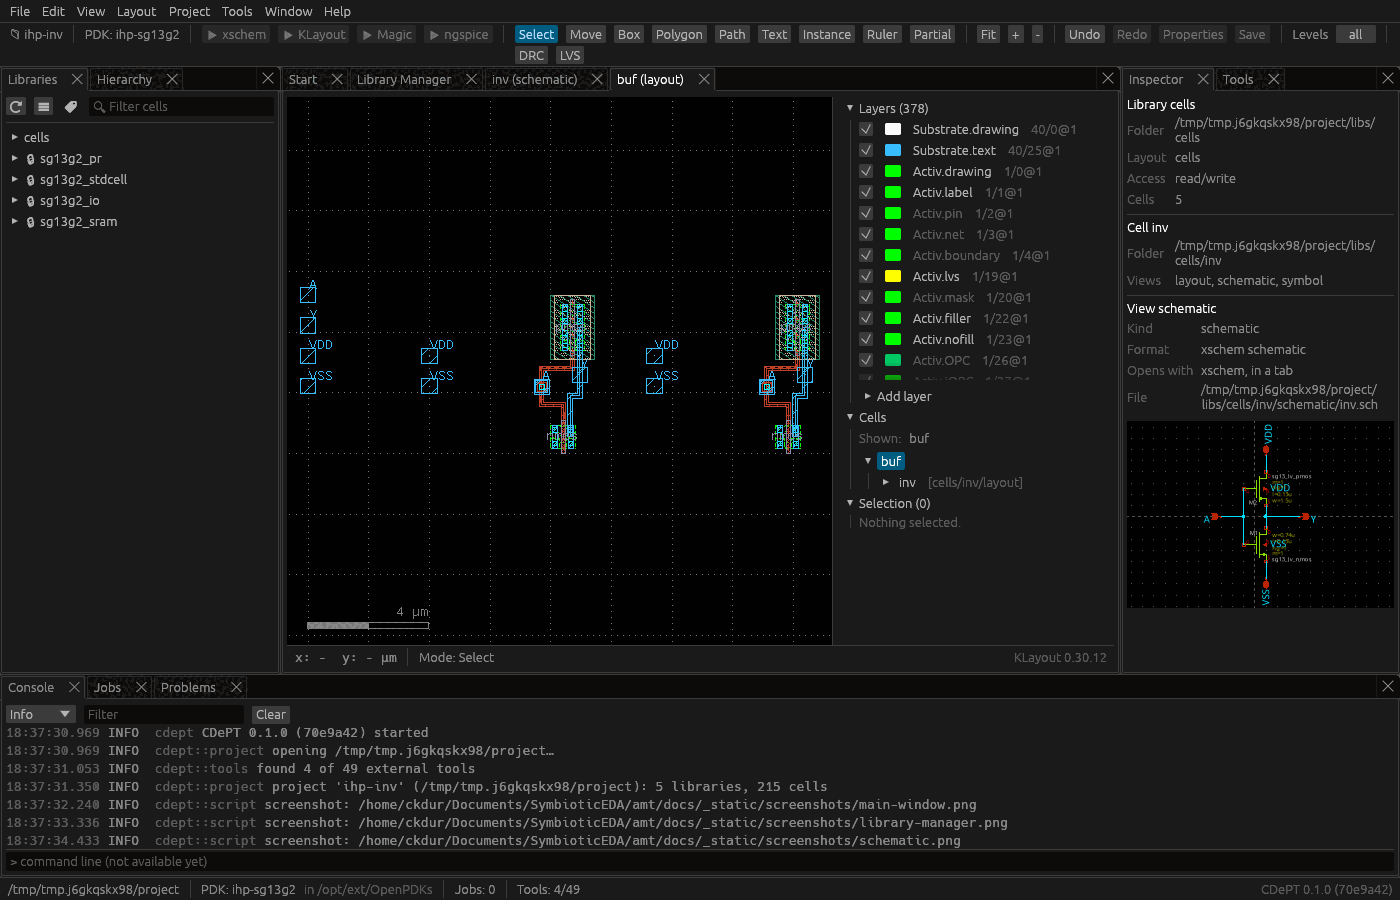 File Edit View Layout Project Tools Window Help
ihp-inv PDK: ihp-sg13g2 xschem KLayout Magic ngspice Select Move Box Polygon Path Text Instance Ruler Partial Fit + - Undo Redo Properties Save Levels all
DRC LVS
Libraries Hierarchy
Filter cells
cells
sg13g2_pr
sg13g2_stdcell
sg13g2_io
sg13g2_sram
Start Library Manager inv (schematic) buf (layout)
A
Y
VDD VDD VDD
VSS VSS A VSS A
4 µm
x: - y: - µm Mode: Select KLayout 0.30.12
Layers (378)
Substrate.drawing 40/0@1
Substrate.text 40/25@1
Activ.drawing 1/0@1
Activ.label 1/1@1
Activ.pin 1/2@1
Activ.net 1/3@1
Activ.boundary 1/4@1
Activ.lvs 1/19@1
Activ.mask 1/20@1
Activ.filler 1/22@1
Activ.nofill 1/23@1
Activ.OPC 1/26@1
Add layer
Cells
Shown: buf
buf
inv [cells/inv/layout]
Selection (0)
Nothing selected.
Inspector Tools
Library cells
Folder /tmp/tmp.j6gkqskx98/project/libs/
cells
Layout cells
Access read/write
Cells 5
Cell inv
Folder /tmp/tmp.j6gkqskx98/project/libs/
cells/inv
Views layout, schematic, symbol
View schematic
Kind schematic
Format xschem schematic
Opens with xschem, in a tab
File /tmp/tmp.j6gkqskx98/project/
libs/cells/inv/schematic/inv.sch
VDD
sg13_lv_pmos
VDD
A Y
VSS
sg13_lv_nmos
VSS
Console Jobs Problems
Info Filter Clear
18:37:30.969 INFO cdept CDePT 0.1.0 (70e9a42) started
18:37:30.969 INFO cdept::project opening /tmp/tmp.j6gkqskx98/project…
18:37:31.053 INFO cdept::tools found 4 of 49 external tools
18:37:31.350 INFO cdept::project project 'ihp-inv' (/tmp/tmp.j6gkqskx98/project): 5 libraries, 215 cells
18:37:32.240 INFO cdept::script screenshot: /home/ckdur/Documents/SymbioticEDA/amt/docs/_static/screenshots/main-window.png
18:37:33.336 INFO cdept::script screenshot: /home/ckdur/Documents/SymbioticEDA/amt/docs/_static/screenshots/library-manager.png
18:37:34.433 INFO cdept::script screenshot: /home/ckdur/Documents/SymbioticEDA/amt/docs/_static/screenshots/schematic.png
> command line (not available yet)
/tmp/tmp.j6gkqskx98/project PDK: ihp-sg13g2 in /opt/ext/OpenPDKs Jobs: 0 Tools: 4/49 CDePT 0.1.0 (70e9a42)